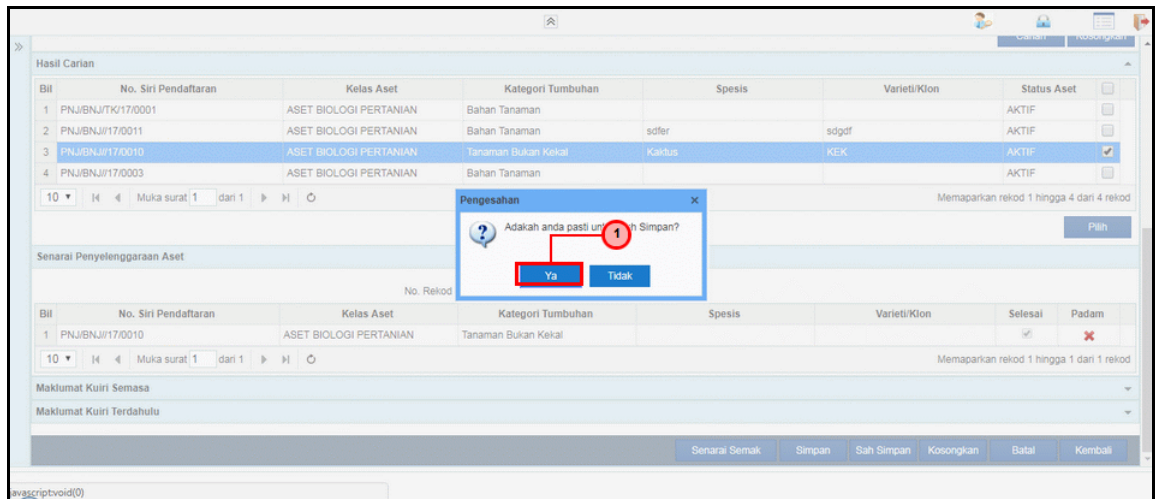 Carian Kosongkan
Hasil Carian
Bil No. Siri Pendaftaran Kelas Aset Kategori Tumbuhan Spesis Varieti/Klon Status Aset
1 PNJ/BNJ/TK/17/0001 ASET BIOLOGI PERTANIAN Bahan Tanaman AKTIF
2 PNJ/BNJ//17/0011 ASET BIOLOGI PERTANIAN Bahan Tanaman sdfer sdgdf AKTIF
3 PNJ/BNJ//17/0010 ASET BIOLOGI PERTANIAN Tanaman Bukan Kekal Kaktus KEK AKTIF
4 PNJ/BNJ//17/0003 ASET BIOLOGI PERTANIAN Bahan Tanaman AKTIF
10 Muka surat 1 dari 1 Memaparkan rekod 1 hingga 4 dari 4 rekod
Pengesahan x
Adakah anda pasti unt h Simpan?
1
Ya Tidak
Pilih
Senarai Penyelenggaraan Aset
No. Rekod
Bil No. Siri Pendaftaran Kelas Aset Kategori Tumbuhan Spesis Varieti/Klon Selesai Padam
1 PNJ/BNJ//17/0010 ASET BIOLOGI PERTANIAN Tanaman Bukan Kekal
10 Muka surat 1 dari 1 Memaparkan rekod 1 hingga 1 dari 1 rekod
Maklumat Kuiri Semasa
Maklumat Kuiri Terdahulu
Senarai Semak Simpan Sah Simpan Kosongkan Batal Kembali
avascript:void(0)